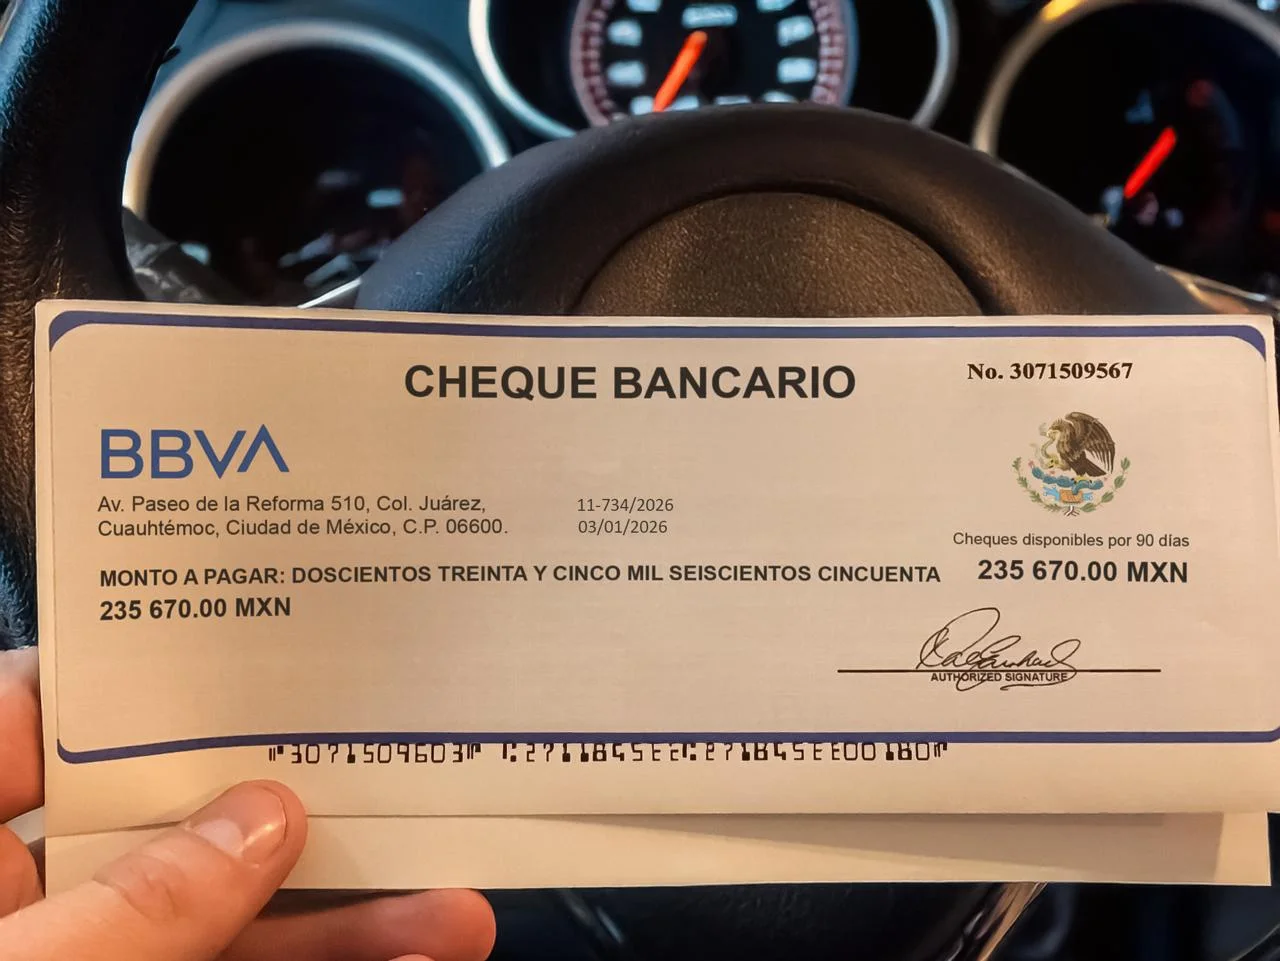 CHEQUE BANCARIO
No. 3071509567
BBVA
Av. Paseo de la Reforma 510, Col. Juárez,
Cuauhtémoc, Ciudad de México, C.P. 06600.
11-734/2026
03/01/2026
Cheques disponibles por 90 días
MONTO A PAGAR: DOSCIENTOS TREINTA Y CINCO MIL SEISCIENTOS CINCUENTA
235 670.00 MXN
235 670.00 MXN
AUTHORIZED SIGNATURE
3071509603